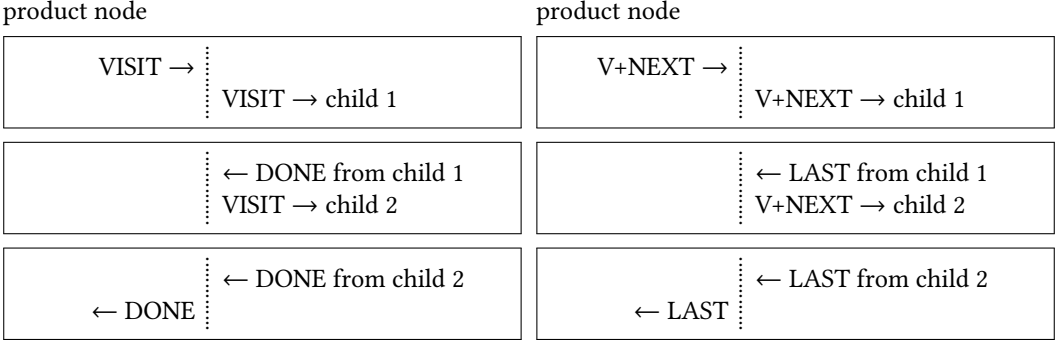 product node
VISIT →
VISIT → child 1
← DONE from child 1
VISIT → child 2
← DONE from child 2
← DONE
product node
V+NEXT →
V+NEXT → child 1
← LAST from child 1
V+NEXT → child 2
← LAST from child 2
← LAST